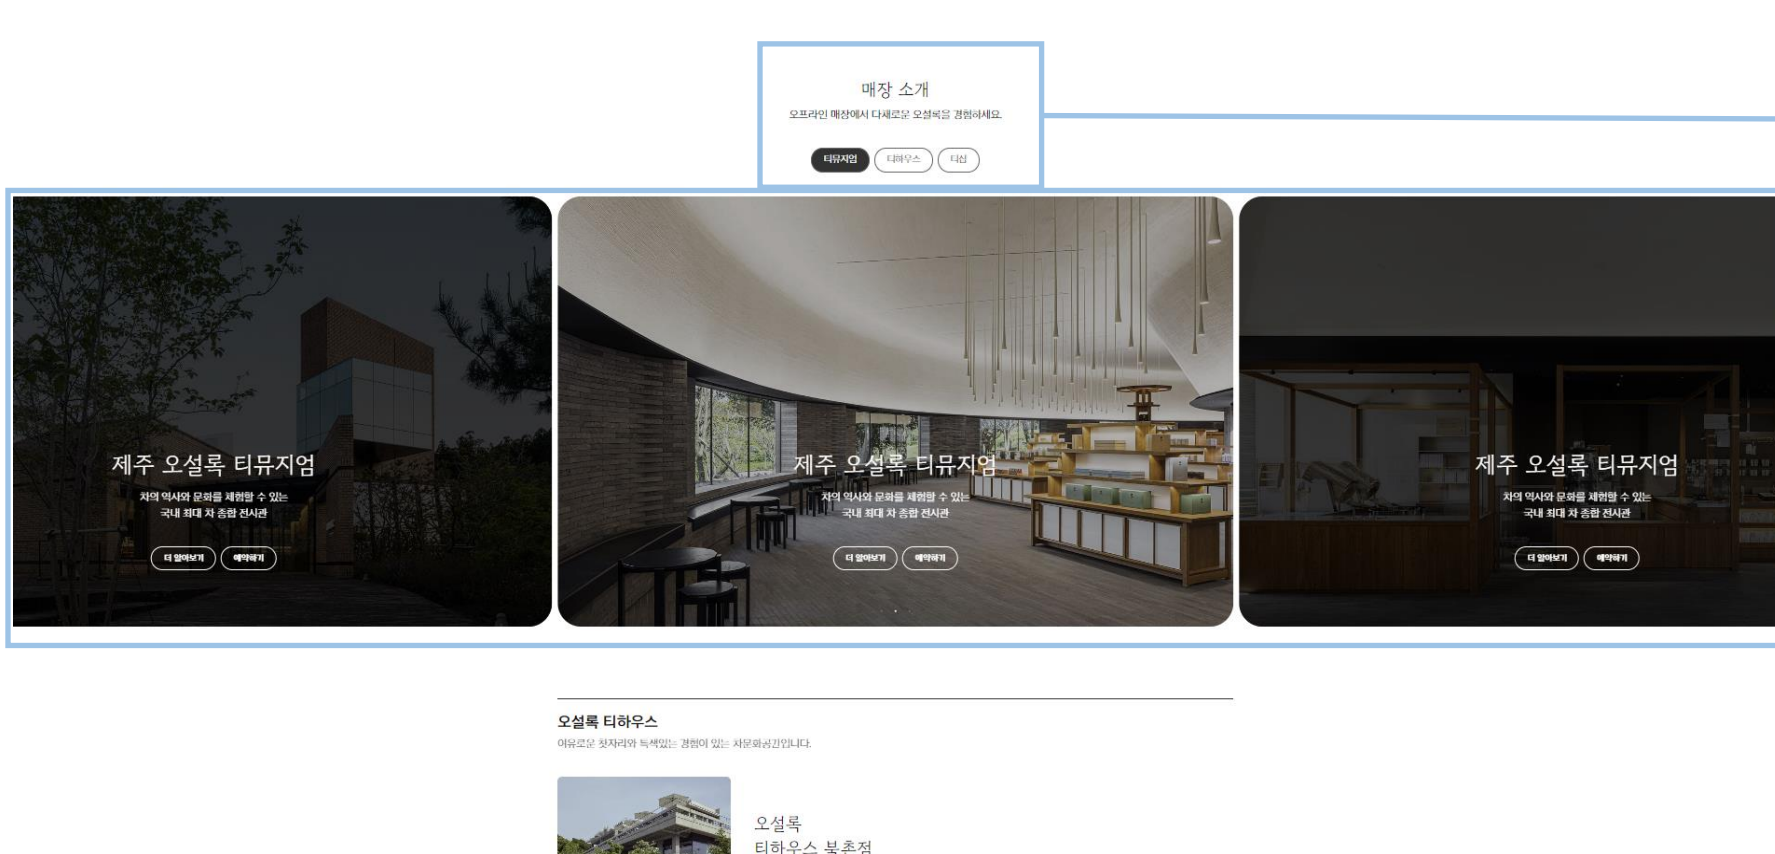 매장 소개
오프라인 매장에서 다채로운 오설록을 경험하세요.
티뮤지엄
티하우스
티샵
제주 오설록 티뮤지엄
차의 역사와 문화를 체험할 수 있는
국내 최대 차 종합 전시관
더 알아보기
예약하기
제주 오설록 티뮤지엄
차의 역사와 문화를 체험할 수 있는
국내 최대 차 종합 전시관
더 알아보기
예약하기
제주 오설록 티뮤지엄
차의 역사와 문화를 체험할 수 있는
국내 최대 차 종합 전시관
더 알아보기
예약하기
오설록 티하우스
여유로운 찻자리와 특색있는 경험이 있는 차문화공간입니다.
오설록
티하우스 북촌점